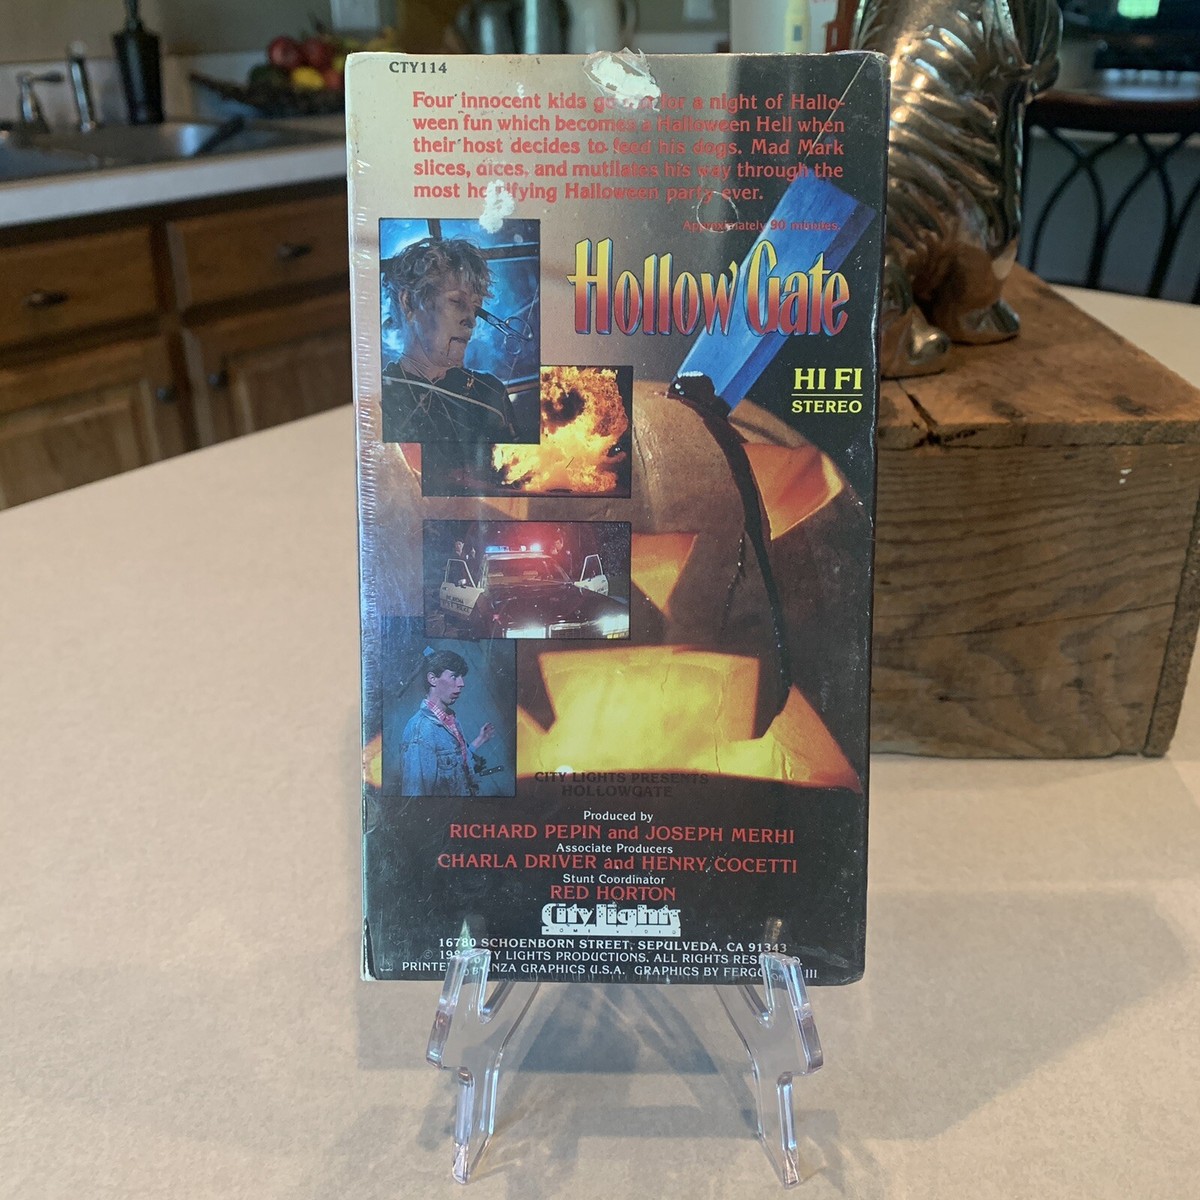 CTY114
Four innocent kids go for a night of Hallo-
ween fun which becomes a Halloween Hell when
their host decides to feed his dogs. Mad Mark
slices, dices, and mutilates his way through the
most party ever.
Halloween
Approximately 90 minutes.
Hollow Gate
HI FI
STEREO
CITY LIGHTS PRESENTS
HOLLOWGATE
Produced by
RICHARD PEPIN and JOSEPH MERHI
Associate Producers
CHARLA DRIVER and HENRY COCETTI
Stunt Coordinator
RED HORTON
City Lights
HOME VIDEO
16780 SCHOENBORN STREET, SEPULVEDA, CA 91343
© LIGHTS PRODUCTIONS, ALL RIGHTS
GRAPHICS U.S.A. GRAPHICS BY III